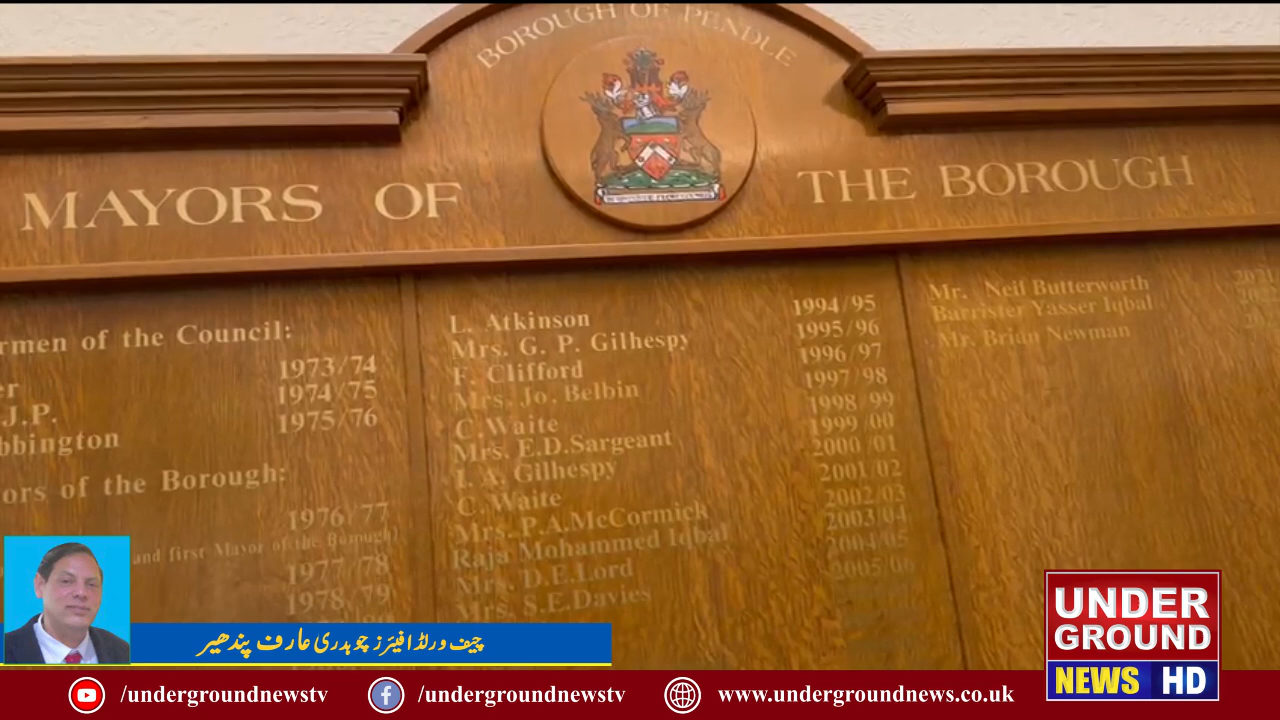 BOROUGH OF PENDLE
MAYORS OF THE BOROUGH
rmen of the Council:
1973/74
er 1974/75
J.P. 1975/76
bbington
ors of the Borough:
1976/77
and first Mayor of the Borough)
1977/78
1978/79
L. Atkinson 1994/95
Mrs. G. P. Gilhespy 1995/96
F. Clifford 1996/97
Mrs. Jo. Belbin 1997/98
C. Waite 1998/99
Mrs. E.D.Sargeant 1999/00
I. A. Gilhespy 2000/01
C. Waite 2001/02
Mrs. P.A.McCormick 2002/03
Raja Mohammed Iqbal 2003/04
Mrs. D.E.Lord 2004/05
Mrs. S.E.Davies 2005/06
Mr. Neil Butterworth
Barrister Yasser Iqbal
Mr. Brian Newman
چیف ورلڈ افیئرز چوہدری عارف پندھیر
UNDER
GROUND
NEWS HD
/undergroundnewstv
/undergroundnewstv
www.undergroundnews.co.uk